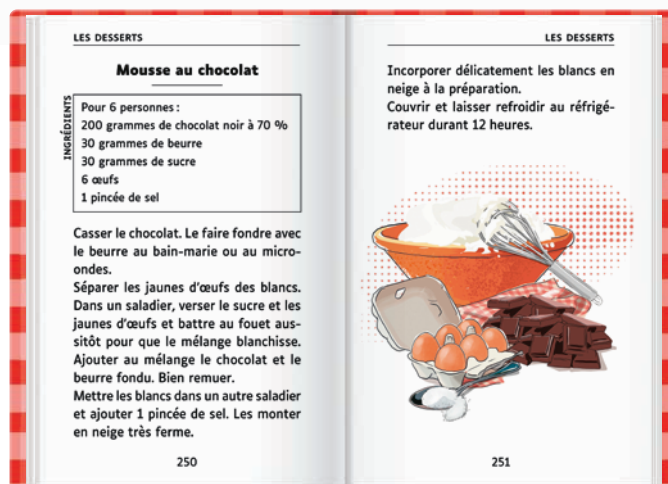 LES DESSERTS
Mousse au chocolat
INGRÉDIENTS
Pour 6 personnes :
200 grammes de chocolat noir à 70 %
30 grammes de beurre
30 grammes de sucre
6 œufs
1 pincée de sel
Casser le chocolat. Le faire fondre avec
le beurre au bain-marie ou au micro-
ondes.
Séparer les jaunes d’œufs des blancs.
Dans un saladier, verser le sucre et les
jaunes d’œufs et battre au fouet aus-
sitôt pour que le mélange blanchisse.
Ajouter au mélange le chocolat et le
beurre fondu. Bien remuer.
Mettre les blancs dans un autre saladier
et ajouter 1 pincée de sel. Les monter
en neige très ferme.
250
LES DESSERTS
Incorporer délicatement les blancs en
neige à la préparation.
Couvrir et laisser refroidir au réfrigé-
rateur durant 12 heures.
251